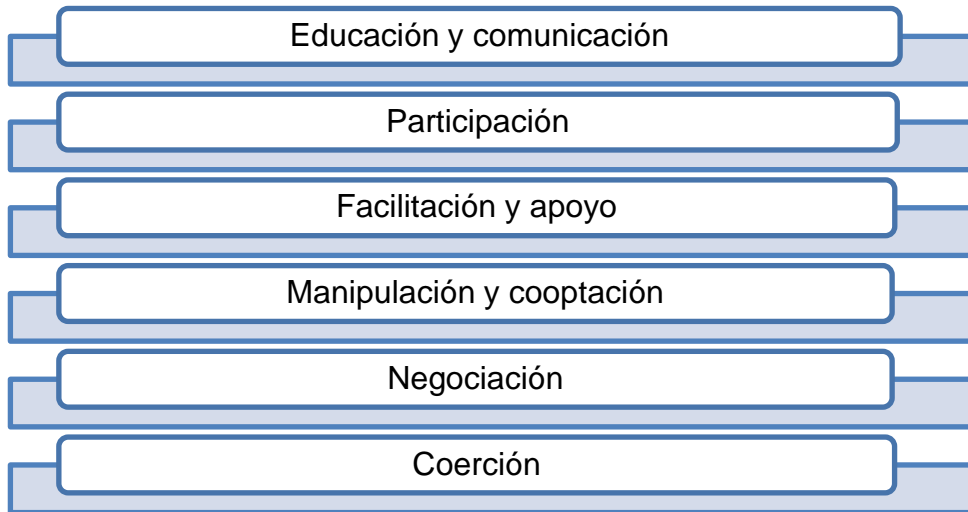 Educación y comunicación
Participación
Facilitación y apoyo
Manipulación y cooptación
Negociación
Coerción